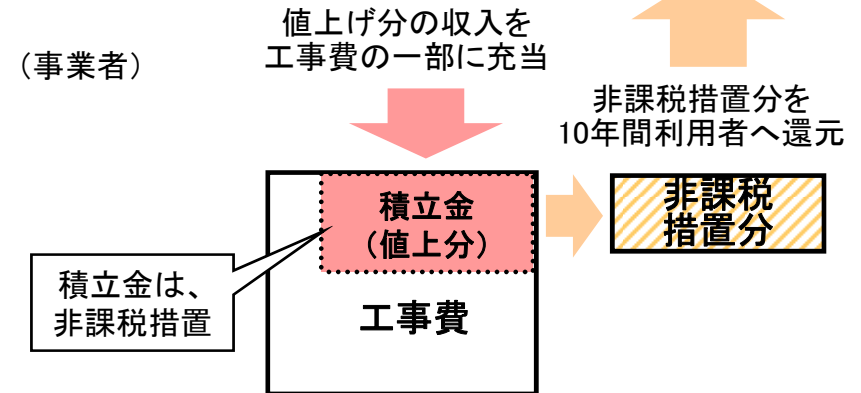 値上げ分の収入を
工事費の一部に充当
（事業者）
非課税措置分を
10年間利用者へ還元
積立金
（値上分）
非課税
措置分
積立金は、
非課税措置
工事費